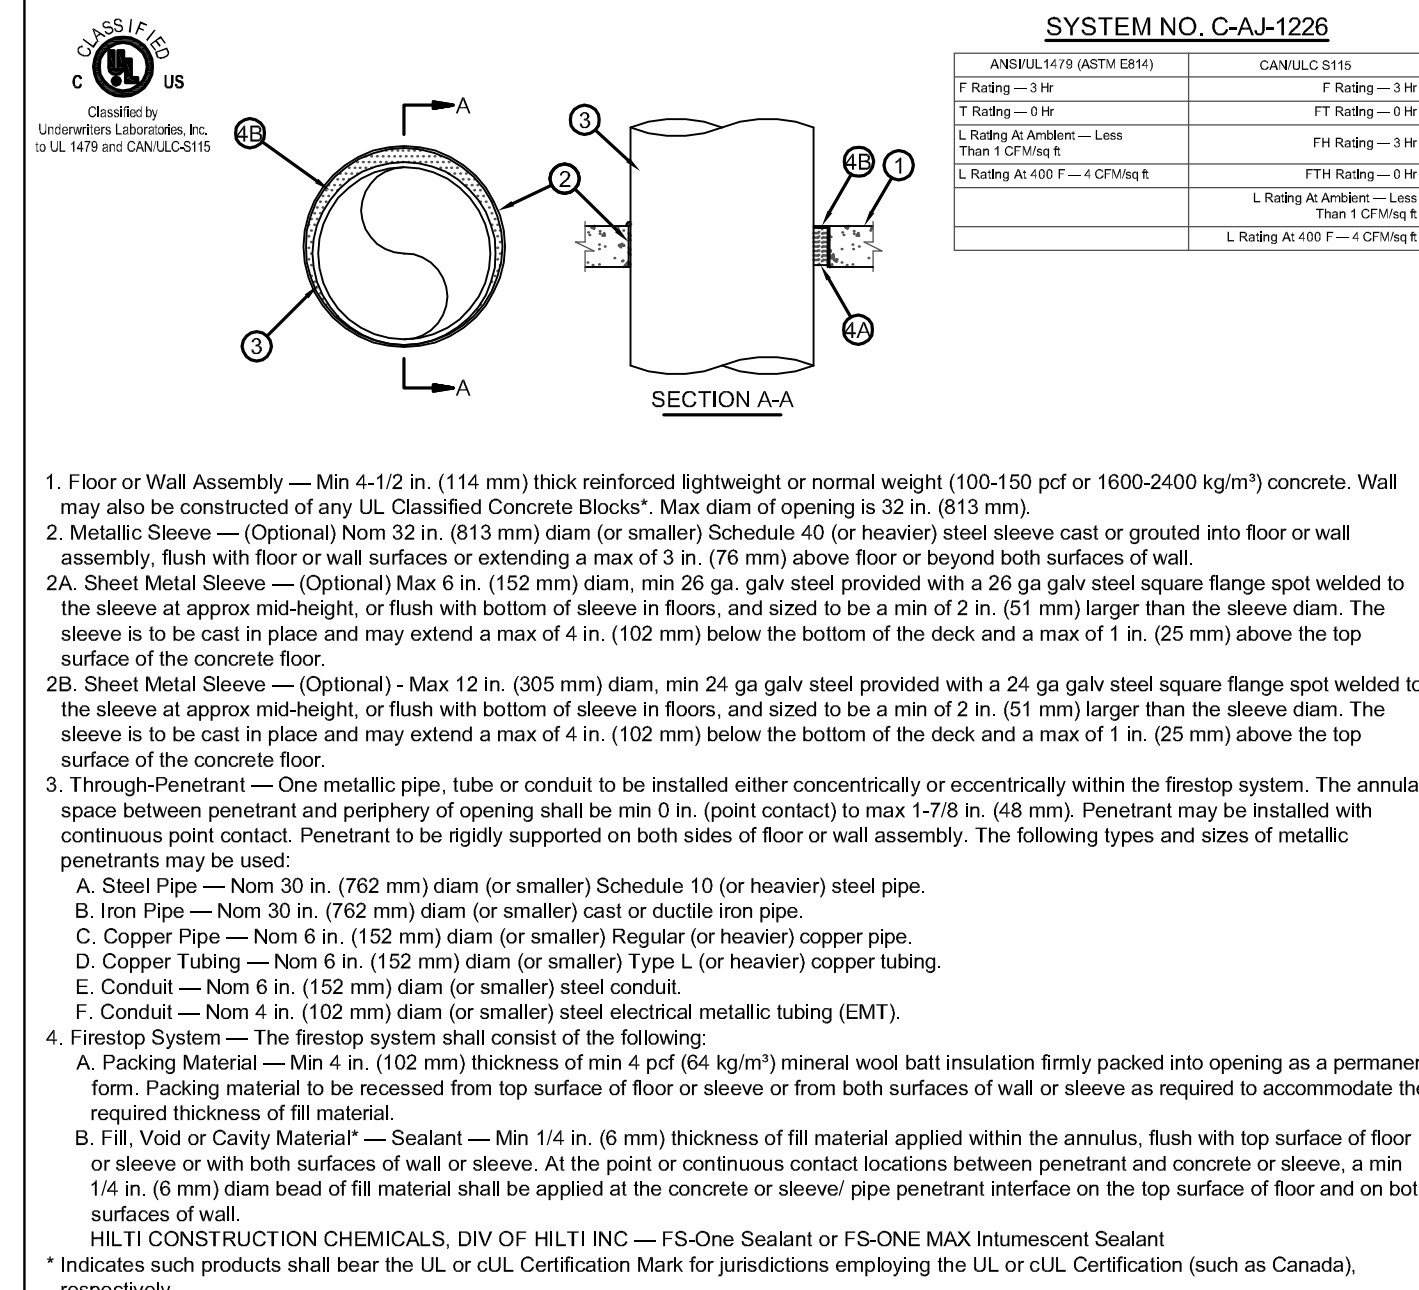 CLASSIFIED
C UL US
Classified by
Underwriters Laboratories, Inc.
to UL 1479 and CAN/ULC-S115
SYSTEM NO. C-AJ-1226
ANSI/UL1479 (ASTM E814) CAN/ULC S115
F Rating — 3 Hr F Rating — 3 Hr
T Rating — 0 Hr FT Rating — 0 Hr
L Rating At Ambient — Less
Than 1 CFM/sq ft
FH Rating — 3 Hr
L Rating At 400 F — 4 CFM/sq ft FTH Rating — 0 Hr
L Rating At Ambient — Less
Than 1 CFM/sq ft
L Rating At 400 F — 4 CFM/sq ft
A
4B
3
2
4B
1
3
4A
A
SECTION A-A
1. Floor or Wall Assembly — Min 4-1/2 in. (114 mm) thick reinforced lightweight or normal weight (100-150 pcf or 1600-2400 kg/m³) concrete. Wall
may also be constructed of any UL Classified Concrete Blocks*. Max diam of opening is 32 in. (813 mm).
2. Metallic Sleeve — (Optional) Nom 32 in. (813 mm) diam (or smaller) Schedule 40 (or heavier) steel sleeve cast or grouted into floor or wall
assembly, flush with floor or wall surfaces or extending a max of 3 in. (76 mm) above floor or beyond both surfaces of wall.
2A. Sheet Metal Sleeve — (Optional) Max 6 in. (152 mm) diam, min 26 ga. galv steel provided with a 26 ga galv steel square flange spot welded to
the sleeve at approx mid-height, or flush with bottom of sleeve in floors, and sized to be a min of 2 in. (51 mm) larger than the sleeve diam. The
sleeve is to be cast in place and may extend a max of 4 in. (102 mm) below the bottom of the deck and a max of 1 in. (25 mm) above the top
surface of the concrete floor.
2B. Sheet Metal Sleeve — (Optional) - Max 12 in. (305 mm) diam, min 24 ga galv steel provided with a 24 ga galv steel square flange spot welded to
the sleeve at approx mid-height, or flush with bottom of sleeve in floors, and sized to be a min of 2 in. (51 mm) larger than the sleeve diam. The
sleeve is to be cast in place and may extend a max of 4 in. (102 mm) below the bottom of the deck and a max of 1 in. (25 mm) above the top
surface of the concrete floor.
3. Through-Penetrant — One metallic pipe, tube or conduit to be installed either concentrically or eccentrically within the firestop system. The annula
space between penetrant and periphery of opening shall be min 0 in. (point contact) to max 1-7/8 in. (48 mm). Penetrant may be installed with
continuous point contact. Penetrant to be rigidly supported on both sides of floor or wall assembly. The following types and sizes of metallic
penetrants may be used:
A. Steel Pipe — Nom 30 in. (762 mm) diam (or smaller) Schedule 10 (or heavier) steel pipe.
B. Iron Pipe — Nom 30 in. (762 mm) diam (or smaller) cast or ductile iron pipe.
C. Copper Pipe — Nom 6 in. (152 mm) diam (or smaller) Regular (or heavier) copper pipe.
D. Copper Tubing — Nom 6 in. (152 mm) diam (or smaller) Type L (or heavier) copper tubing.
E. Conduit — Nom 6 in. (152 mm) diam (or smaller) steel conduit.
F. Conduit — Nom 4 in. (102 mm) diam (or smaller) steel electrical metallic tubing (EMT).
4. Firestop System — The firestop system shall consist of the following:
A. Packing Material — Min 4 in. (102 mm) thickness of min 4 pcf (64 kg/m³) mineral wool batt insulation firmly packed into opening as a permaner
form. Packing material to be recessed from top surface of floor or sleeve or from both surfaces of wall or sleeve as required to accommodate the
required thickness of fill material.
B. Fill, Void or Cavity Material* — Sealant — Min 1/4 in. (6 mm) thickness of fill material applied within the annulus, flush with top surface of floor
or sleeve or with both surfaces of wall or sleeve. At the point or continuous contact locations between penetrant and concrete or sleeve, a min
1/4 in. (6 mm) diam bead of fill material shall be applied at the concrete or sleeve/ pipe penetrant interface on the top surface of floor and on bot
surfaces of wall.
HILTI CONSTRUCTION CHEMICALS, DIV OF HILTI INC — FS-One Sealant or FS-ONE MAX Intumescent Sealant
* Indicates such products shall bear the UL or cUL Certification Mark for jurisdictions employing the UL or cUL Certification (such as Canada),
respectively